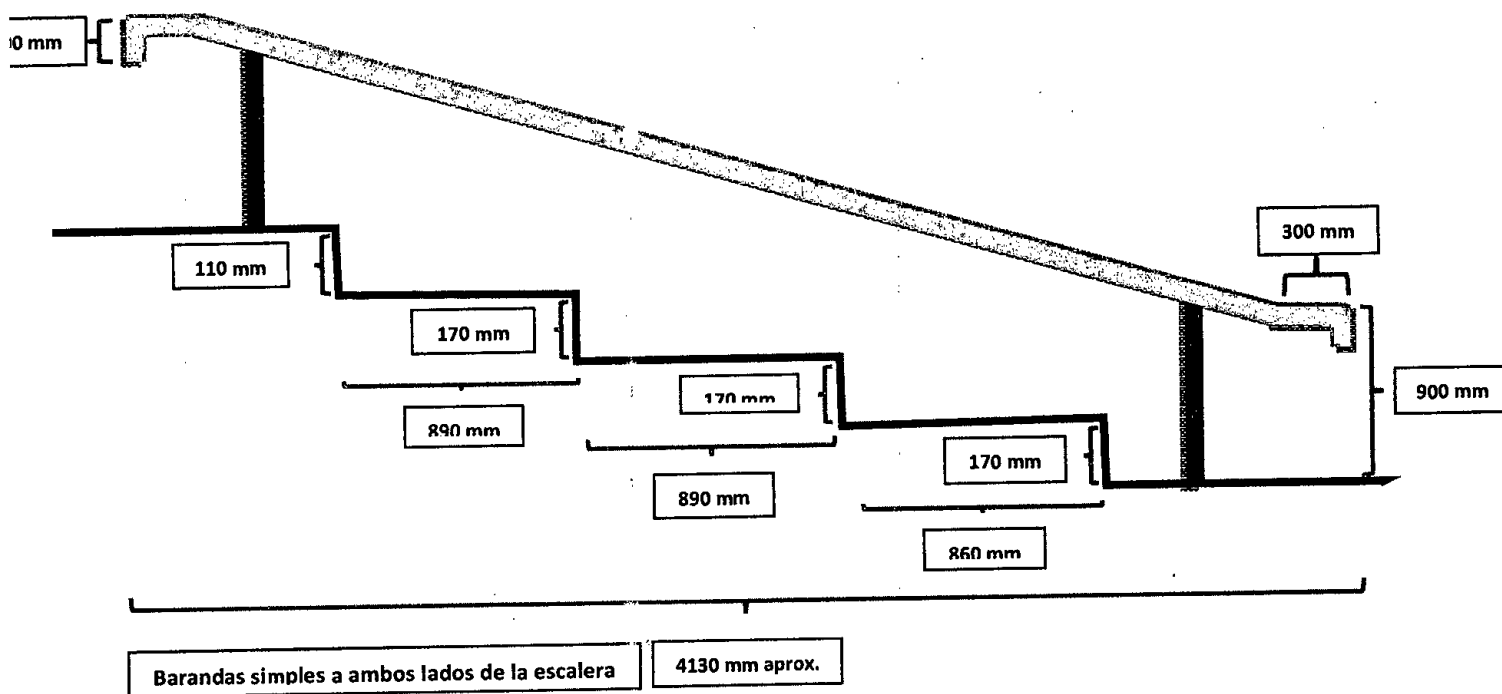 0 mm
300 mm
110 mm
170 mm
900 mm
170 mm
890 mm
170 mm
890 mm
860 mm
Barandas simples a ambos lados de la escalera
4130 mm aprox.